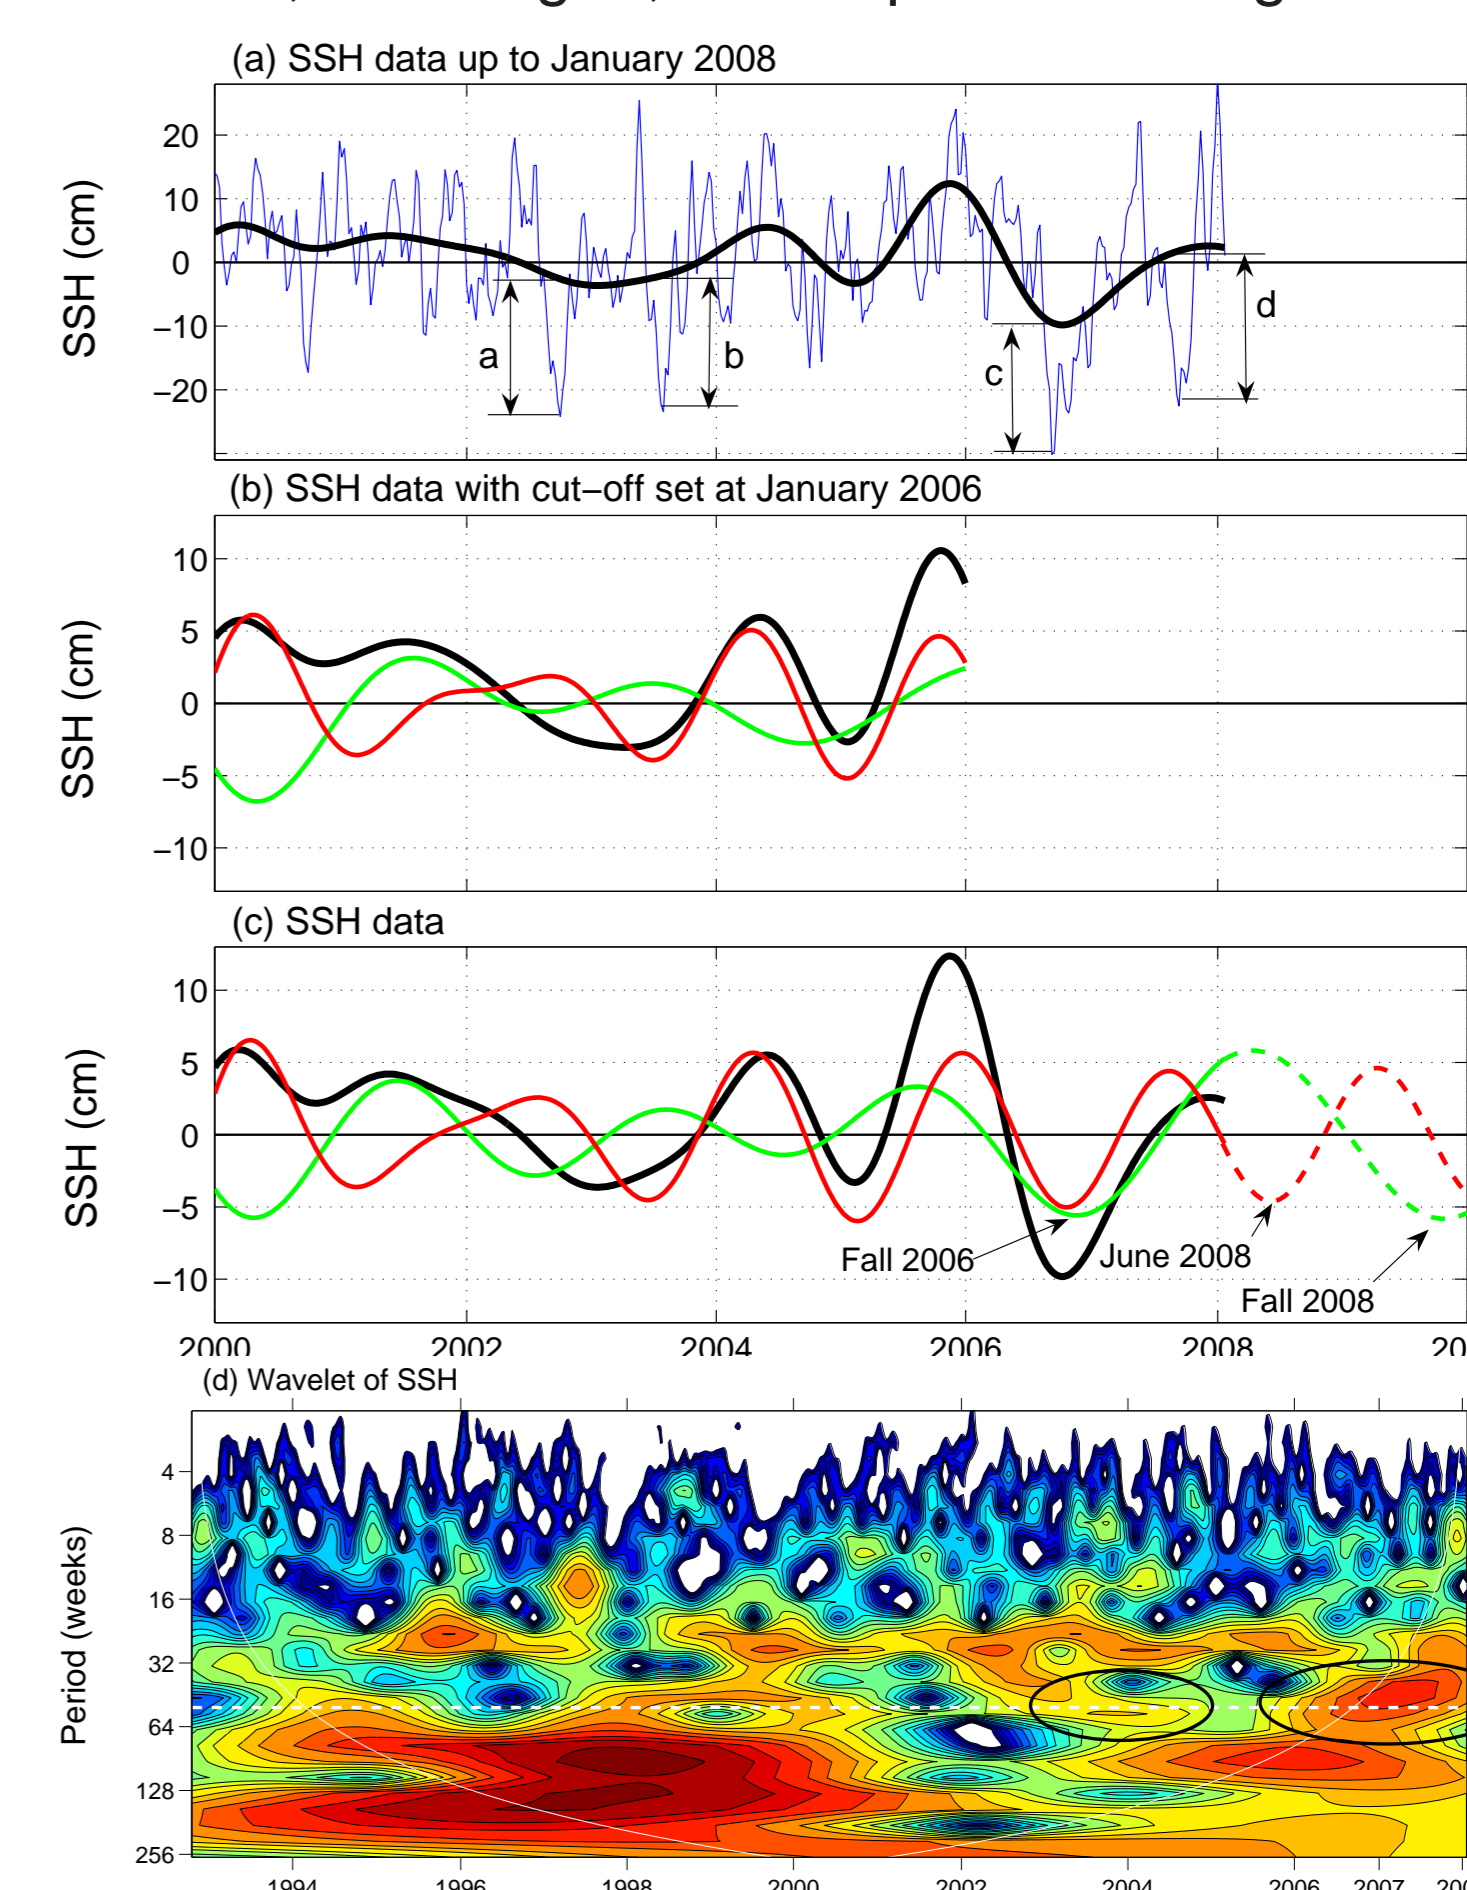 (a) SSH data up to January 2008
SSH (cm)
20
10
0
−10
−20
a
b
c
d
(b) SSH data with cut−off set at January 2006
SSH (cm)
10
5
0
−5
−10
(c) SSH data
SSH (cm)
10
5
0
−5
−10
Fall 2006
June 2008
Fall 2008
2000 2002 2004 2006 2008 20
(d) Wavelet of SSH
Period (weeks)
4
8
16
32
64
128
256
1994 1996 1998 2000 2002 2004 2006 2007 200